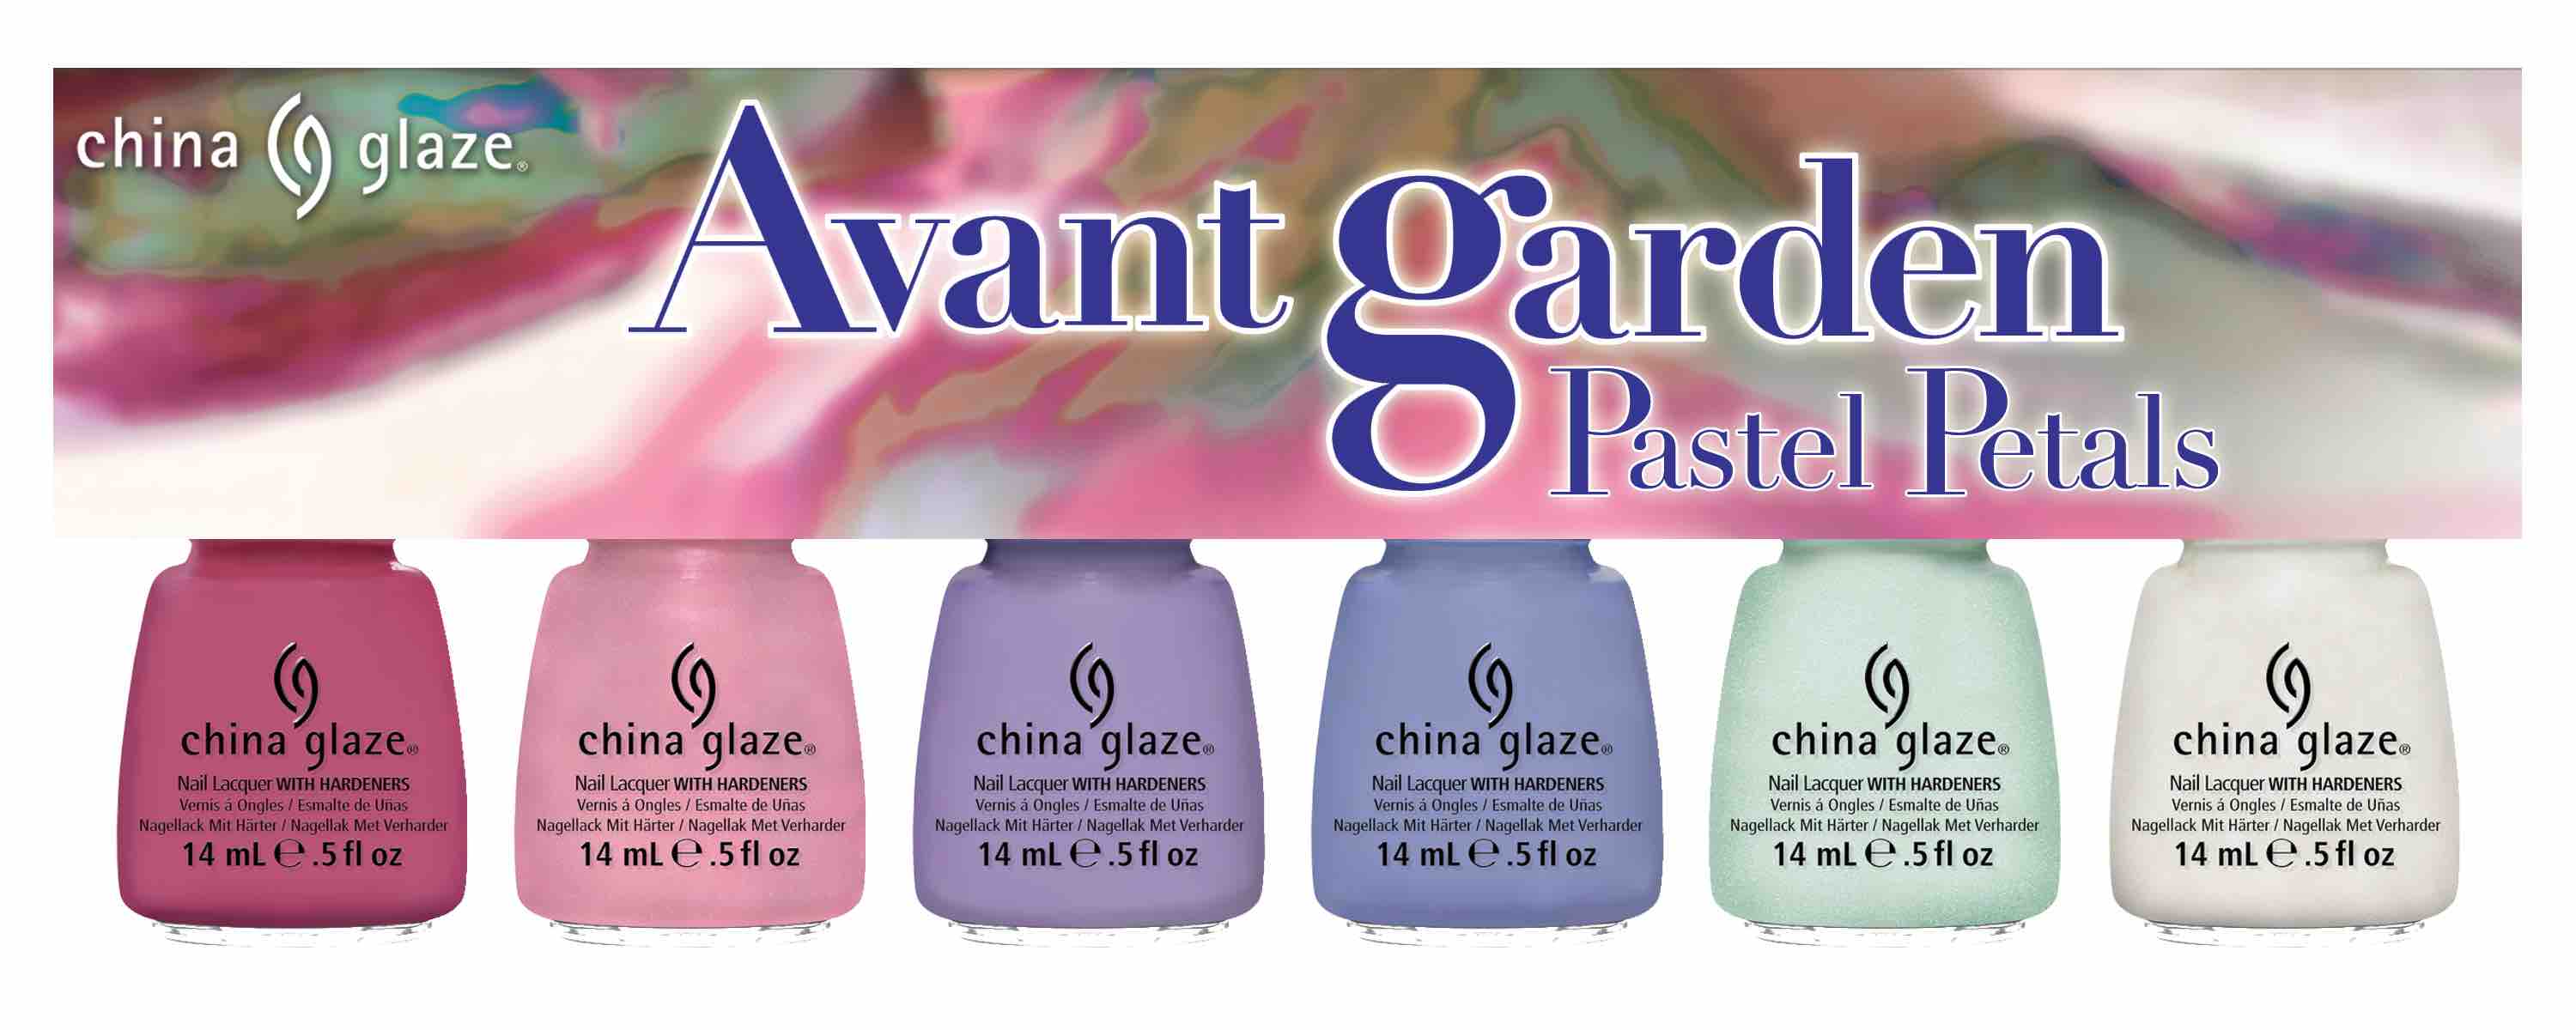 china glaze®
Avant garden
Pastel Petals
china glaze®
Nail Lacquer WITH HARDENERS
Vernis á Ongles / Esmalte de Uñas
Nagellack Mit Härter / Nagellak Met Verharder
14 mL ℮ .5 fl oz
china glaze®
Nail Lacquer WITH HARDENERS
Vernis á Ongles / Esmalte de Uñas
Nagellack Mit Härter / Nagellak Met Verharder
14 mL ℮ .5 fl oz
china glaze®
Nail Lacquer WITH HARDENERS
Vernis á Ongles / Esmalte de Uñas
Nagellack Mit Härter / Nagellak Met Verharder
14 mL ℮ .5 fl oz
china glaze®
Nail Lacquer WITH HARDENERS
Vernis á Ongles / Esmalte de Uñas
Nagellack Mit Härter / Nagellak Met Verharder
14 mL ℮ .5 fl oz
china glaze®
Nail Lacquer WITH HARDENERS
Vernis á Ongles / Esmalte de Uñas
Nagellack Mit Härter / Nagellak Met Verharder
14 mL ℮ .5 fl oz
china glaze®
Nail Lacquer WITH HARDENERS
Vernis á Ongles / Esmalte de Uñas
Nagellack Mit Härter / Nagellak Met Verharder
14 mL ℮ .5 fl oz